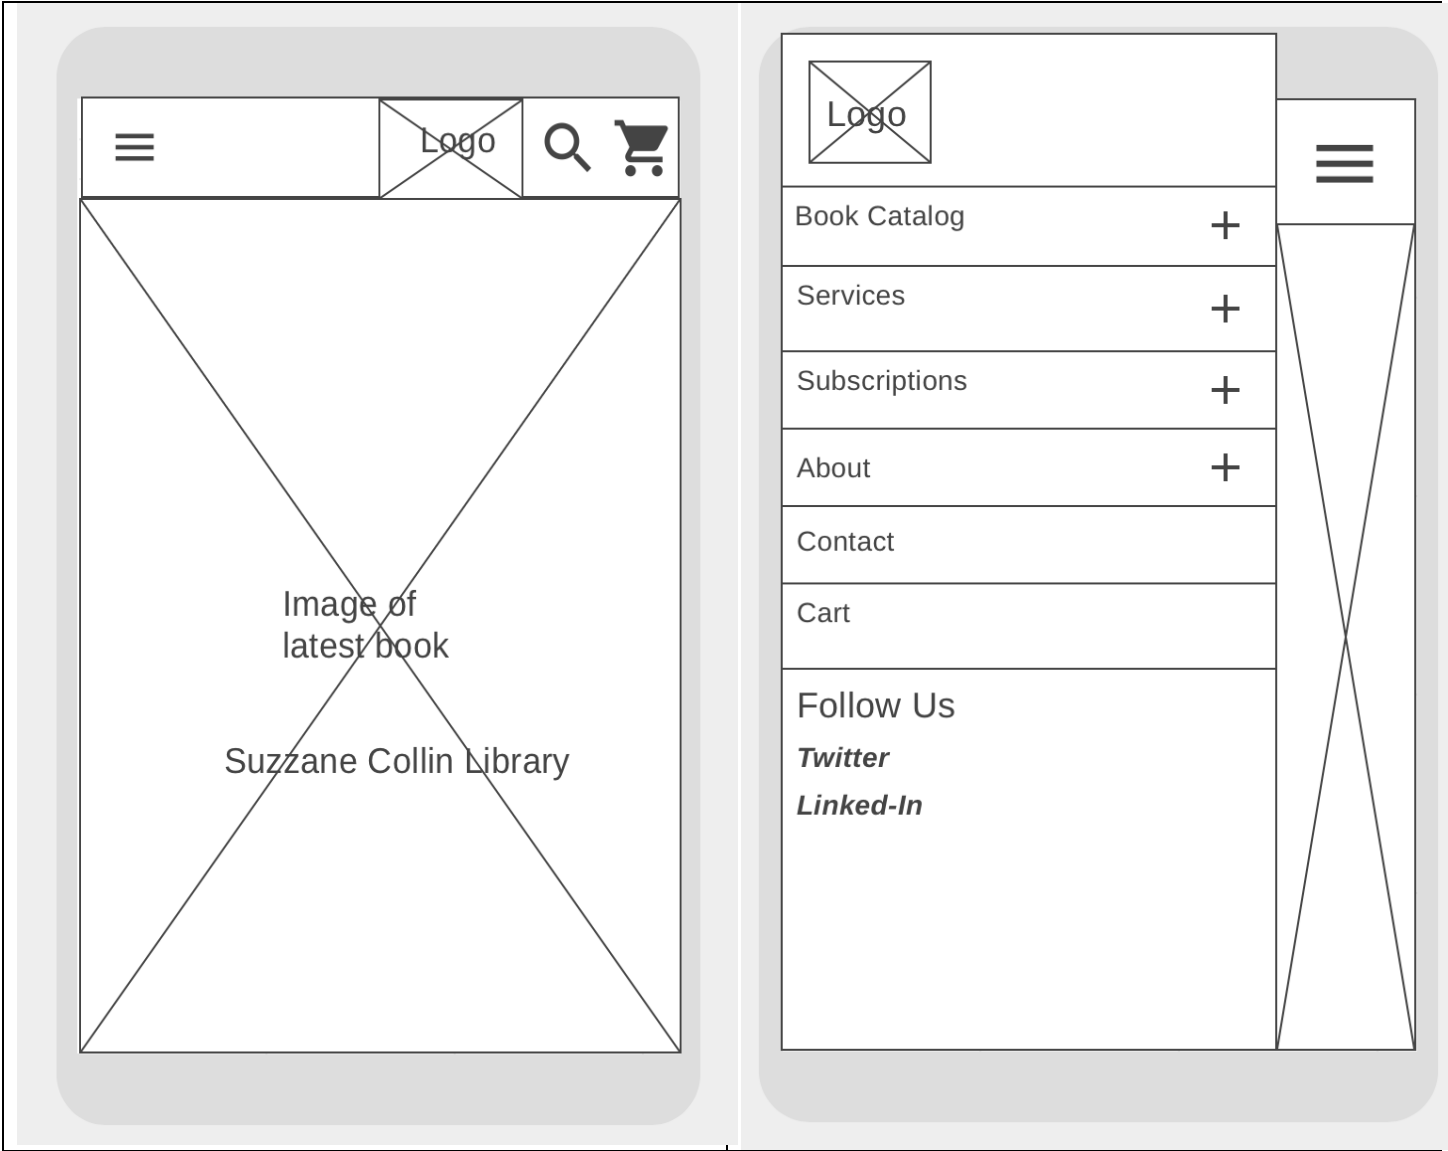 Logo
Image of
latest book
Suzzane Collin Library
Logo
Book Catalog
Services
Subscriptions
About
Contact
Cart
Follow Us
Twitter
Linked-In